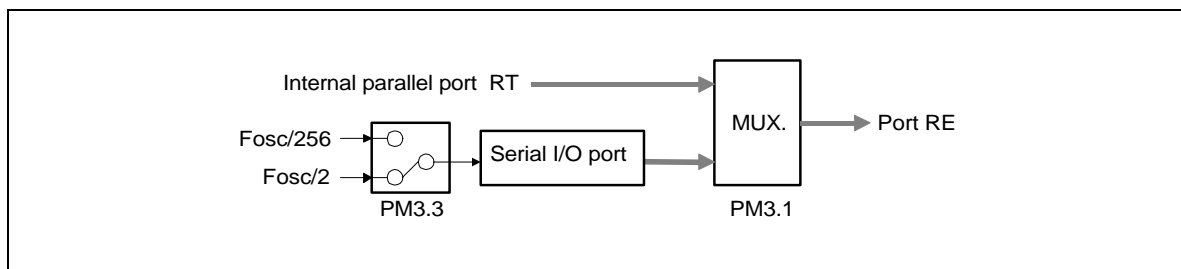 Internal parallel port RT
MUX.
Port RE
Fosc/256
Serial I/O port
Fosc/2
PM3.3
PM3.1